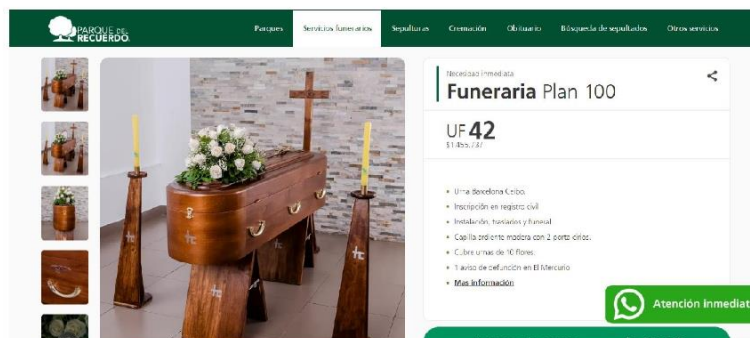 PARQUE DEL
RECUERDO
Parques
Servicios funerarios
Sepulturas
Cremación
Obituario
Búsqueda de sepultados
Otros servicios
Necesidad inmediata
Funeraria Plan 100
UF 42
Urna Barcelona Ceibo.
Inscripción en registro civil
Instalación, traslados y funeral.
Capilla ardiente madera con 2 porta cirios.
Cubre urnas de 10 flores.
1 aviso de defunción en El Mercurio
Mas información
Atención inmediat